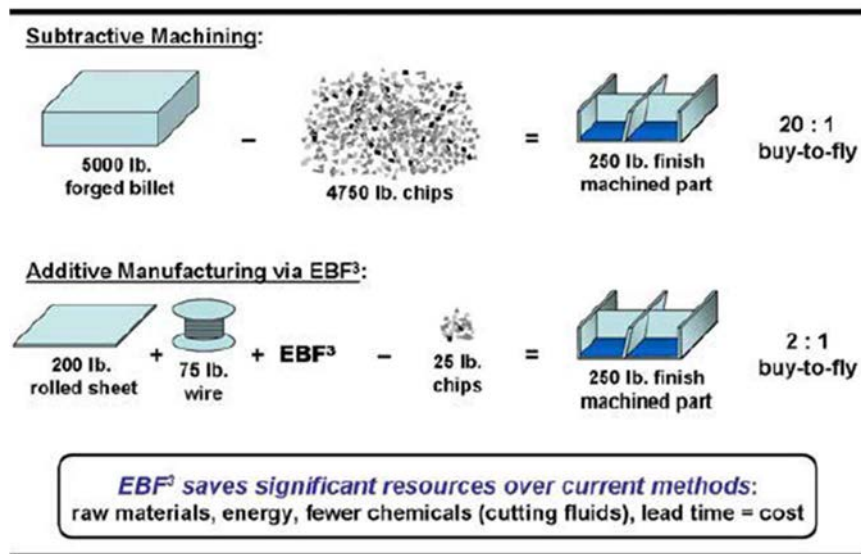 Subtractive Machining:
5000 lb.
forged billet
–
4750 lb. chips
=
250 lb. finish
machined part
20 : 1
buy-to-fly
Additive Manufacturing via EBF³:
200 lb.
rolled sheet
+
75 lb.
wire
+ EBF³
–
25 lb.
chips
=
250 lb. finish
machined part
2 : 1
buy-to-fly
EBF³ saves significant resources over current methods:
raw materials, energy, fewer chemicals (cutting fluids), lead time = cost